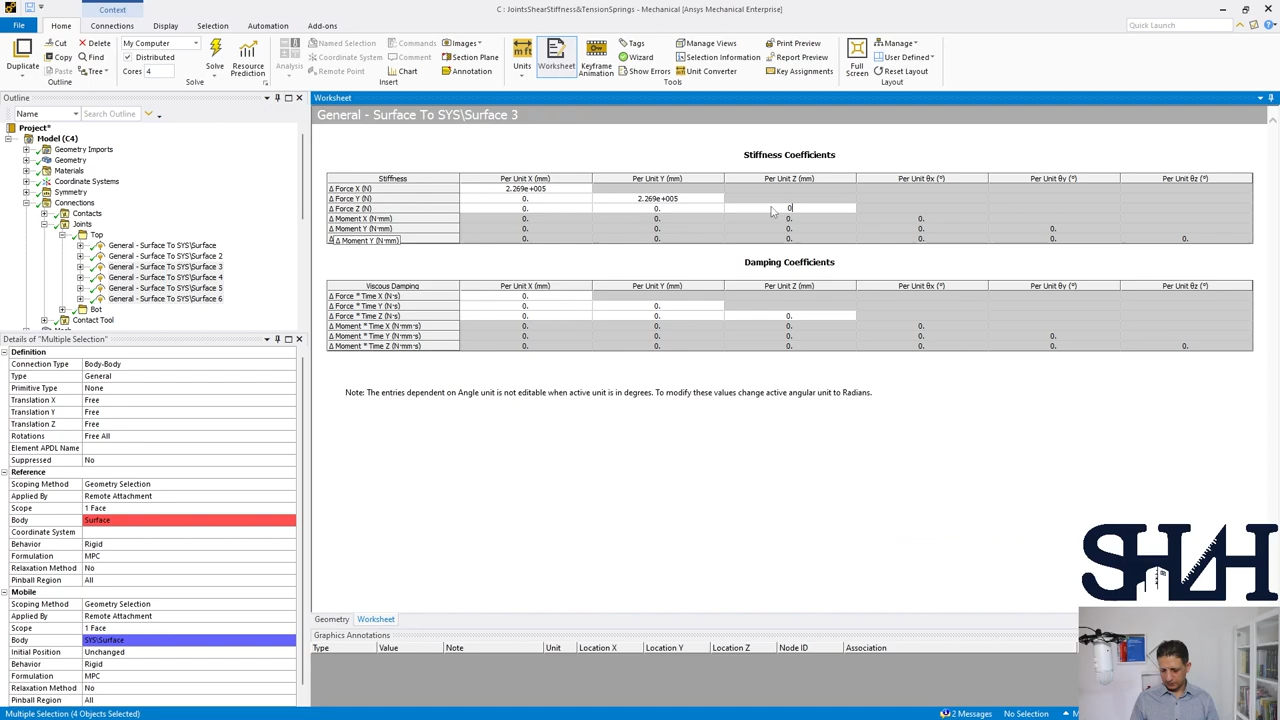 Context
C : JointsShearStiffness&TensionSprings - Mechanical [Ansys Mechanical Enterprise]
File Home Connections Display Selection Automation Add-ons
Quick Launch
Duplicate Cut Delete My Computer
Copy Find Distributed
Paste Tree Cores 4
Outline Solve
Solve Resource Prediction
Analysis Named Selection Commands Images
Coordinate System Comment Section Plane
Remote Point Chart Annotation
Insert
Units Worksheet Keyframe Animation
Tags Manage Views Print Preview
Wizard Selection Information Report Preview
Show Errors Unit Converter Key Assignments
Tools
Full Screen Manage
User Defined
Reset Layout
Layout
Outline
Name Search Outline
Project*
Model (C4)
Geometry Imports
Geometry
Materials
Coordinate Systems
Symmetry
Connections
Contacts
Joints
Top
General - Surface To SYS\Surface
General - Surface To SYS\Surface 2
General - Surface To SYS\Surface 3
General - Surface To SYS\Surface 4
General - Surface To SYS\Surface 5
General - Surface To SYS\Surface 6
Bot
Contact Tool
Details of "Multiple Selection"
Definition
Connection Type Body-Body
Type General
Primitive Type None
Translation X Free
Translation Y Free
Translation Z Free
Rotations Free All
Element APDL Name
Suppressed No
Reference
Scoping Method Geometry Selection
Applied By Remote Attachment
Scope 1 Face
Body Surface
Coordinate System
Behavior Rigid
Formulation MPC
Relaxation Method No
Pinball Region All
Mobile
Scoping Method Geometry Selection
Applied By Remote Attachment
Scope 1 Face
Body SYS\Surface
Initial Position Unchanged
Behavior Rigid
Formulation MPC
Relaxation Method No
Pinball Region All
Worksheet
General - Surface To SYS\Surface 3
Stiffness Coefficients
Stiffness Per Unit X (mm) Per Unit Y (mm) Per Unit Z (mm) Per Unit θx (°) Per Unit θy (°) Per Unit θz (°)
Δ Force X (N) 2.269e+005
Δ Force Y (N) 0. 2.269e+005
Δ Force Z (N) 0. 0. 0
Δ Moment X (N·mm) 0. 0. 0. 0.
Δ Moment Y (N·mm) 0. 0. 0. 0. 0.
Δ Δ Moment Y (N·mm) 0. 0. 0. 0. 0. 0.
Damping Coefficients
Viscous Damping Per Unit X (mm) Per Unit Y (mm) Per Unit Z (mm) Per Unit θx (°) Per Unit θy (°) Per Unit θz (°)
Δ Force * Time X (N·s) 0.
Δ Force * Time Y (N·s) 0. 0.
Δ Force * Time Z (N·s) 0. 0. 0.
Δ Moment * Time X (N·mm·s) 0. 0. 0. 0.
Δ Moment * Time Y (N·mm·s) 0. 0. 0. 0. 0.
Δ Moment * Time Z (N·mm·s) 0. 0. 0. 0. 0. 0.
Note: The entries dependent on Angle unit is not editable when active unit is in degrees. To modify these values change active angular unit to Radians.
Geometry Worksheet
Graphics Annotations
Type Value Note Unit Location X Location Y Location Z Node ID Association
Multiple Selection (4 Objects Selected) 2 Messages No Selection